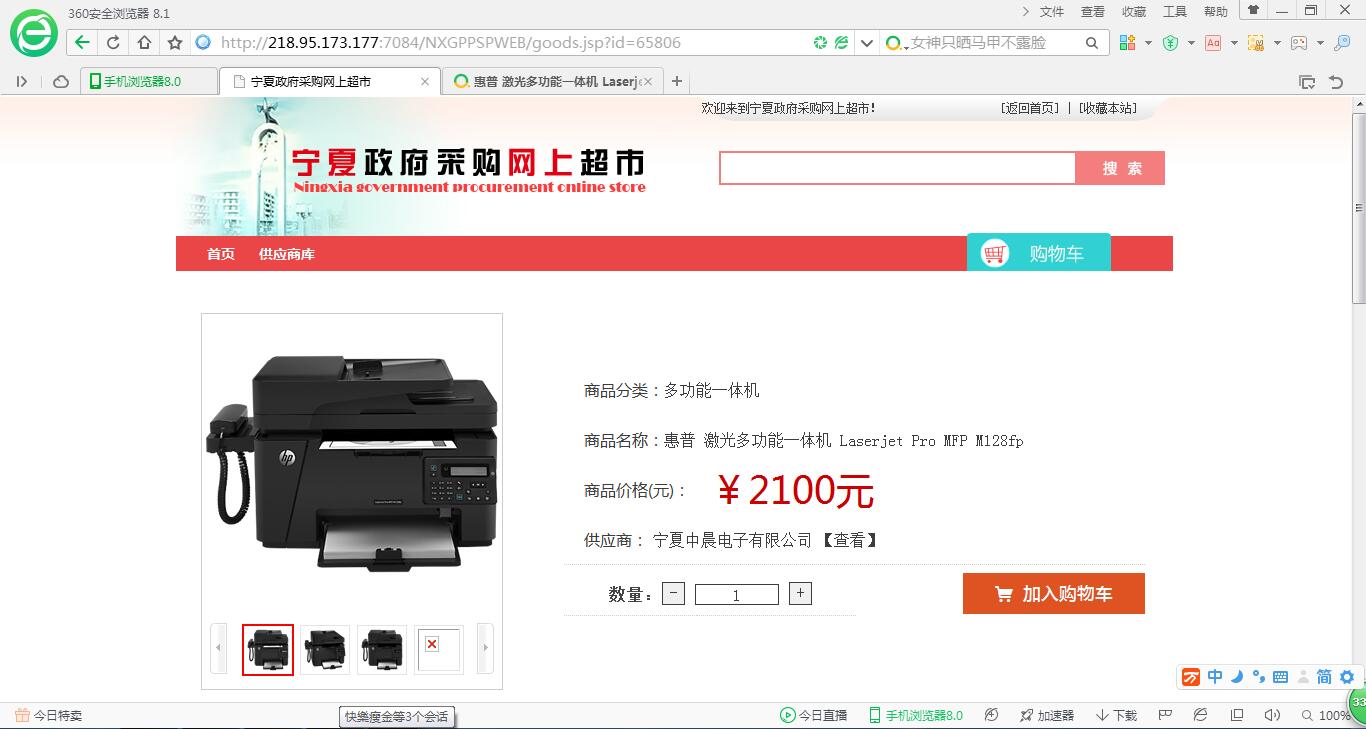 360安全浏览器 8.1
文件 查看 收藏 工具 帮助
http://218.95.173.177:7084/NXGPPSPWEB/goods.jsp?id=65806
女神只晒马甲不露脸
手机浏览器8.0
宁夏政府采购网上超市
惠普 激光多功能一体机 Laserje
欢迎来到宁夏政府采购网上超市!
[返回首页] | [收藏本站]
宁夏政府采购网上超市
Ningxia government procurement online store
搜 索
首页
供应商库
购物车
hp
商品分类：多功能一体机
商品名称：惠普 激光多功能一体机 Laserjet Pro MFP M128fp
商品价格(元)： ¥2100元
供应商： 宁夏中晨电子有限公司 【查看】
数量： - 1 +
加入购物车
中
简
33
今日特卖
快樂瘦金等3个会话
今日直播
手机浏览器8.0
加速器
下载
100%